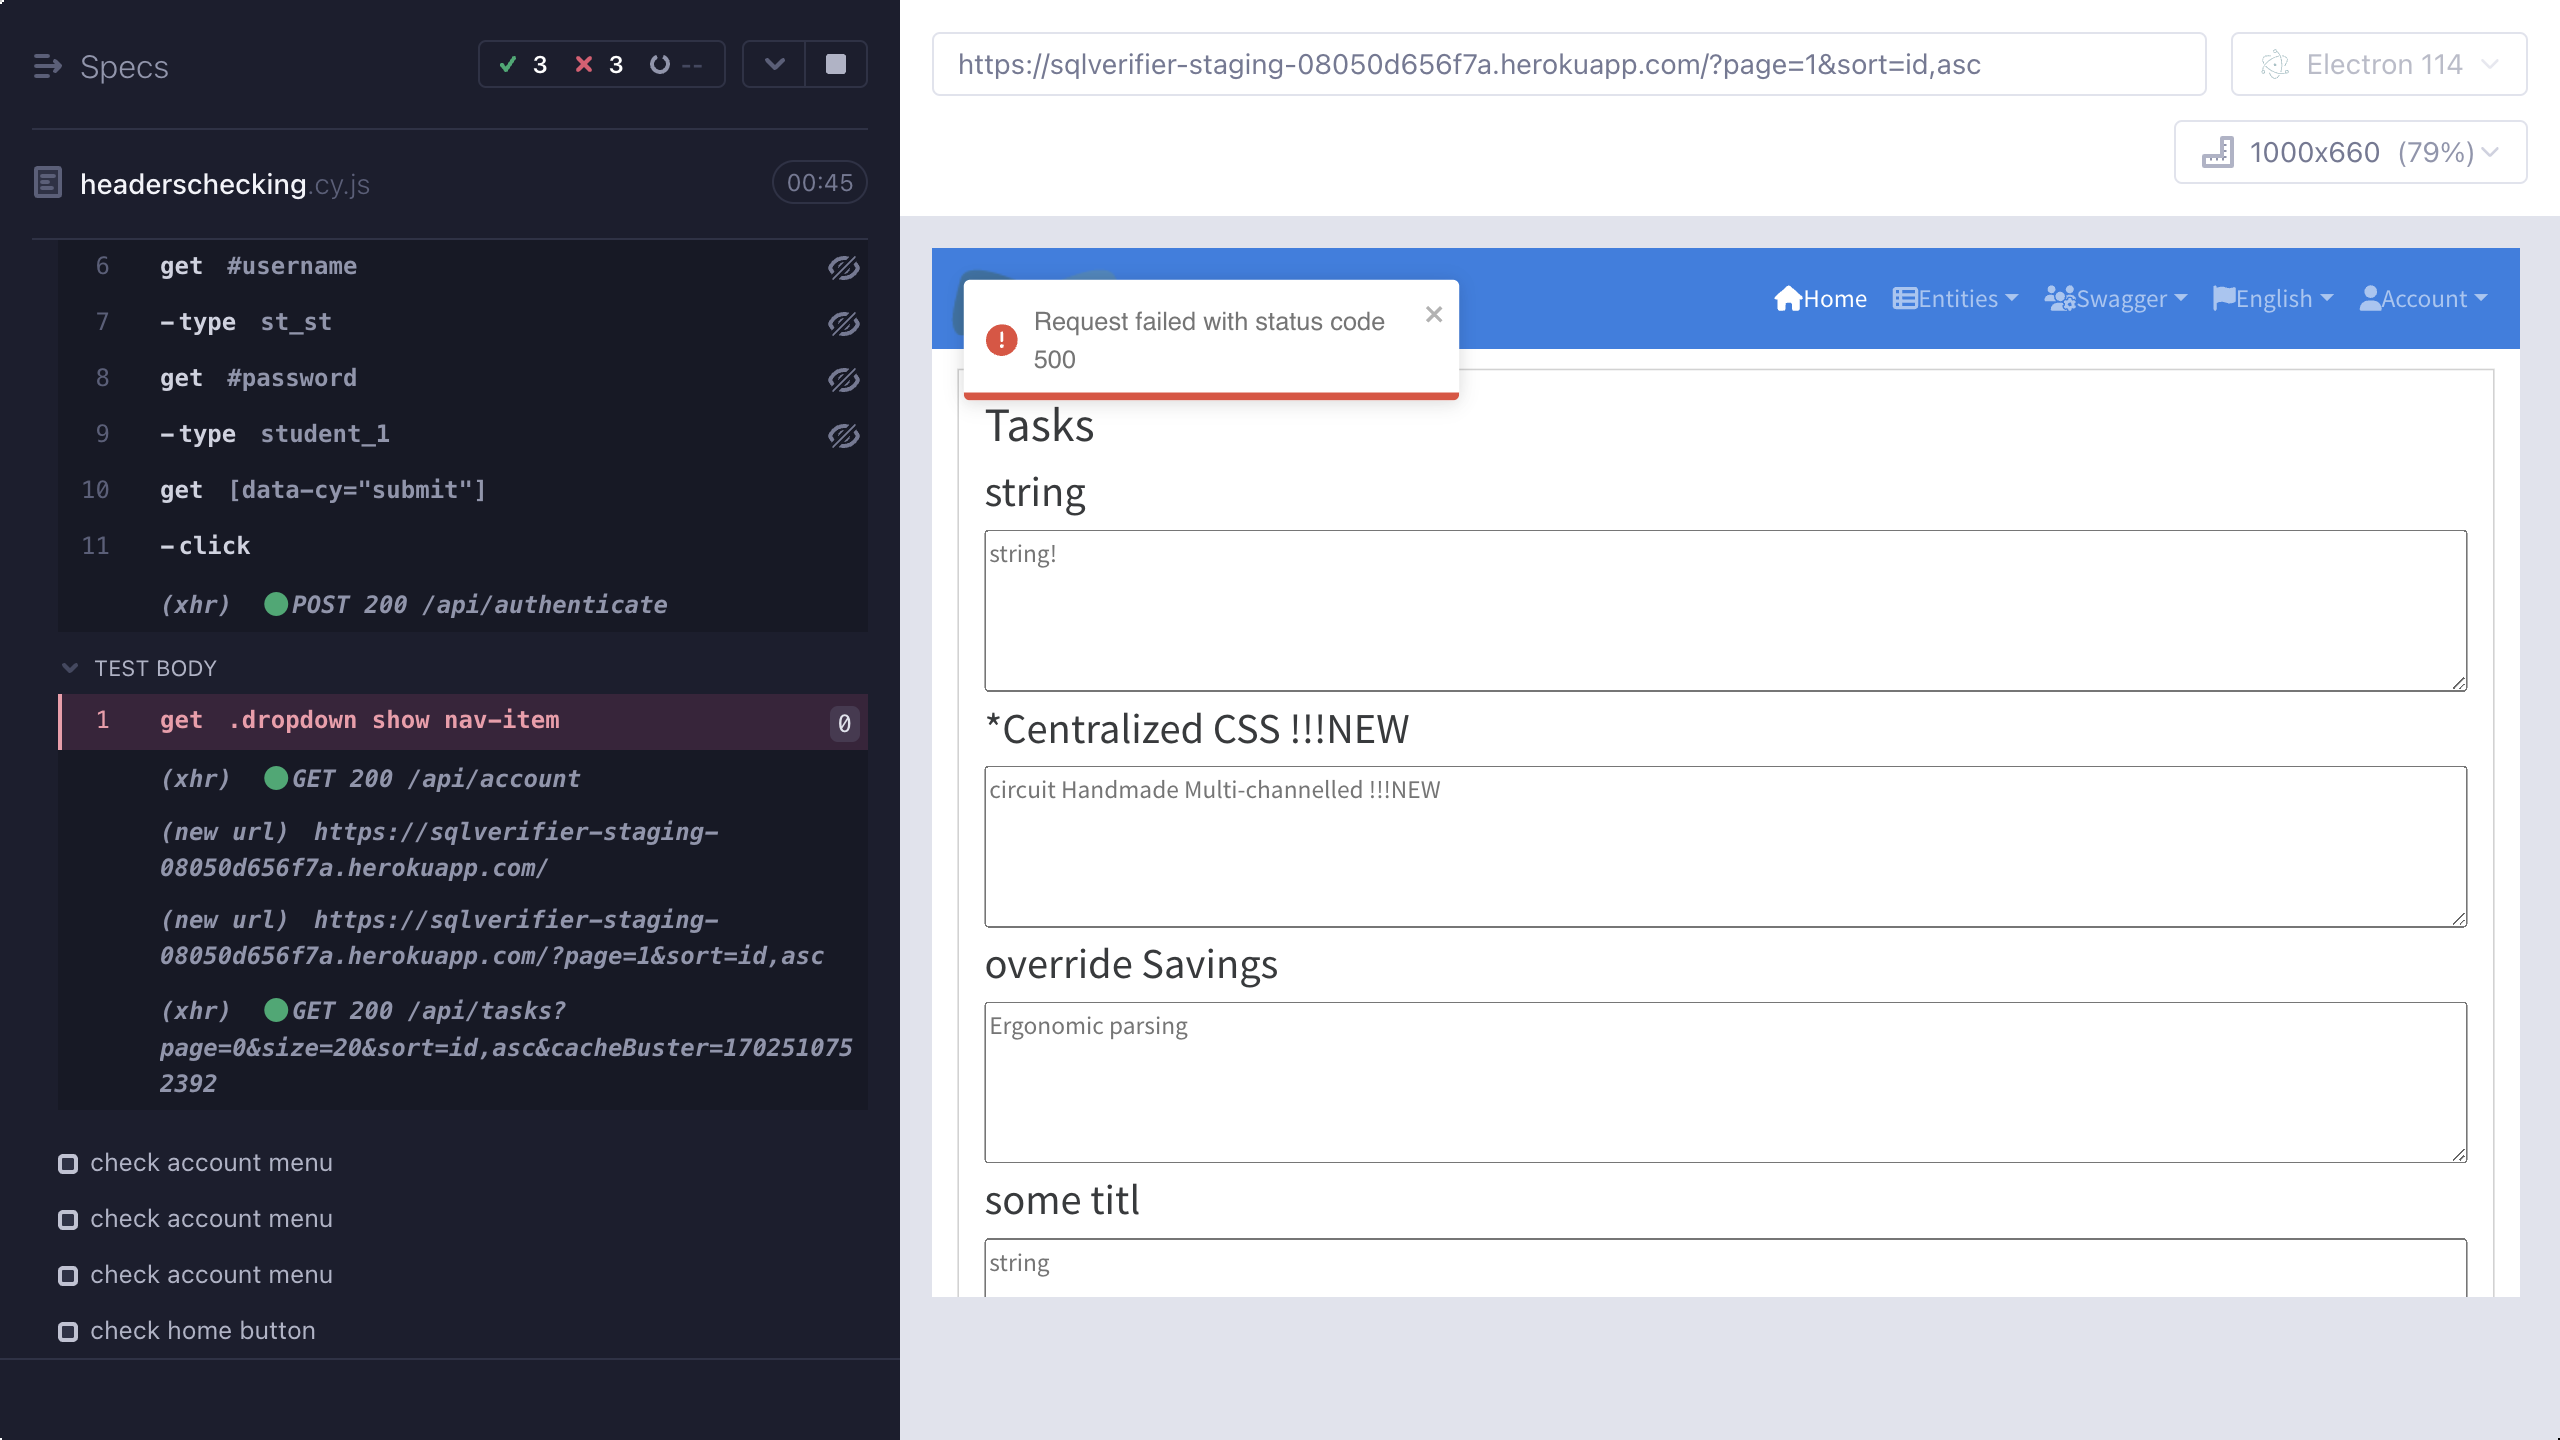 Specs
3 3 --
headerschecking.cy.js 00:45
6 get #username
7 -type st_st
8 get #password
9 -type student_1
10 get [data-cy="submit"]
11 -click
(xhr) POST 200 /api/authenticate
TEST BODY
1 get .dropdown show nav-item 0
(xhr) GET 200 /api/account
(new url) https://sqlverifier-staging-
08050d656f7a.herokuapp.com/
(new url) https://sqlverifier-staging-
08050d656f7a.herokuapp.com/?page=1&sort=id,asc
(xhr) GET 200 /api/tasks?
page=0&size=20&sort=id,asc&cacheBuster=170251075
2392
check account menu
check account menu
check account menu
check home button
https://sqlverifier-staging-08050d656f7a.herokuapp.com/?page=1&sort=id,asc
Electron 114
1000x660 (79%)
Home Entities Swagger English Account
Request failed with status code
500
Tasks
string
string!
*Centralized CSS !!!NEW
circuit Handmade Multi-channelled !!!NEW
override Savings
Ergonomic parsing
some titl
string